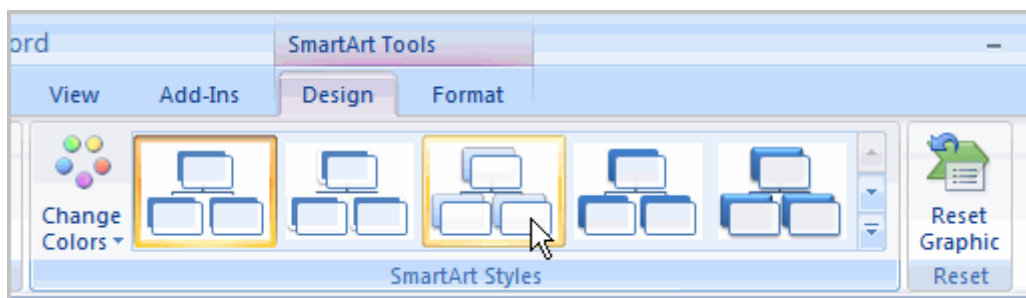 ord SmartArt Tools
View Add-Ins Design Format
Change
Colors
Reset
Graphic
SmartArt Styles Reset